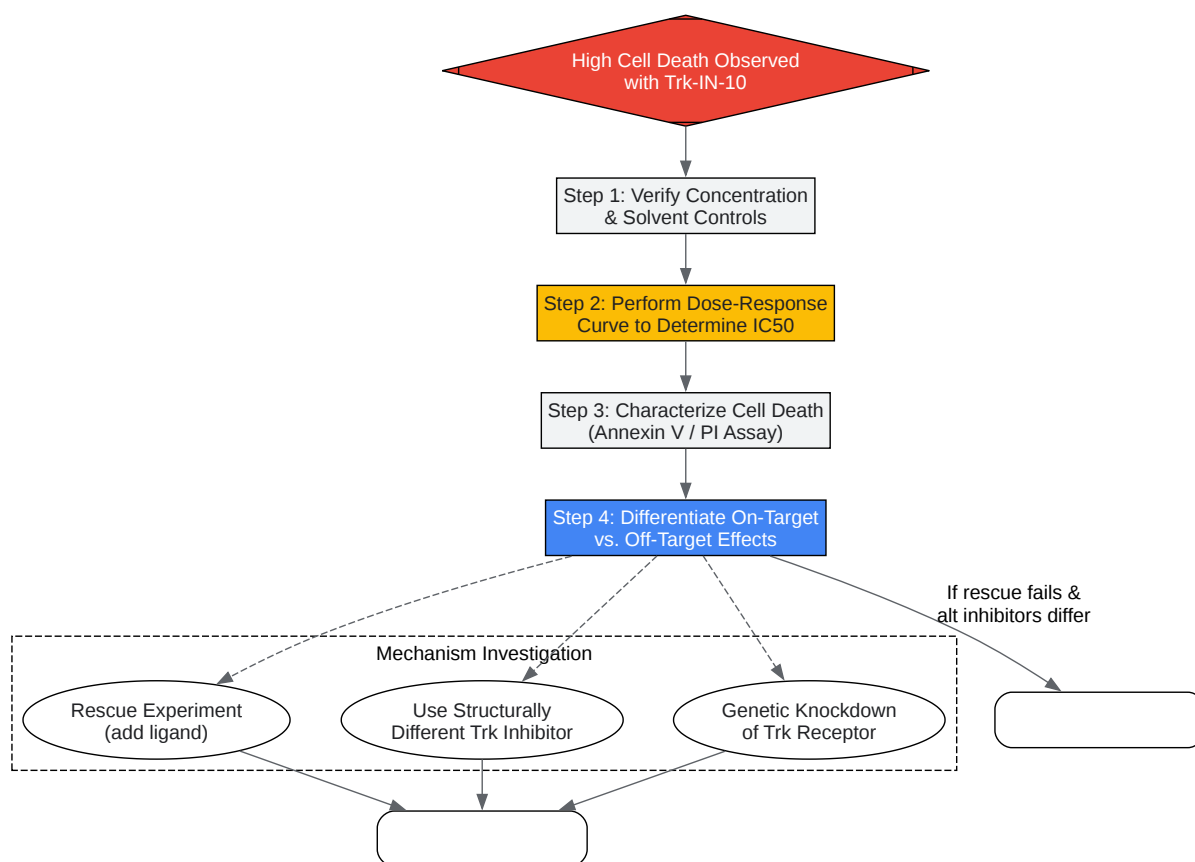 High Cell Death Observed
with Trk-IN-10
Step 1: Verify Concentration
& Solvent Controls
Step 2: Perform Dose-Response
Curve to Determine IC50
Step 3: Characterize Cell Death
(Annexin V / PI Assay)
Step 4: Differentiate On-Target
vs. Off-Target Effects
If rescue fails &
alt inhibitors differ
Mechanism Investigation
Rescue Experiment
(add ligand)
Use Structurally
Different Trk Inhibitor
Genetic Knockdown
of Trk Receptor